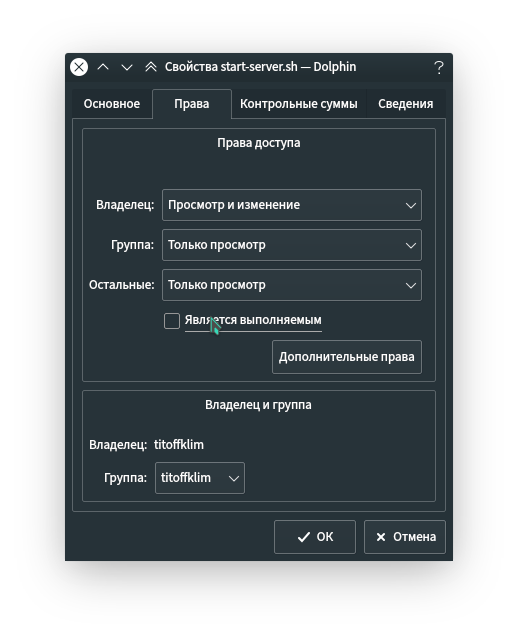 Свойства start-server.sh — Dolphin ?
Основное Права Контрольные суммы Сведения
Права доступа
Владелец: Просмотр и изменение
Группа: Только просмотр
Остальные: Только просмотр
Является выполняемым
Дополнительные права
Владелец и группа
Владелец: titoffklim
Группа: titoffklim
ОК Отмена